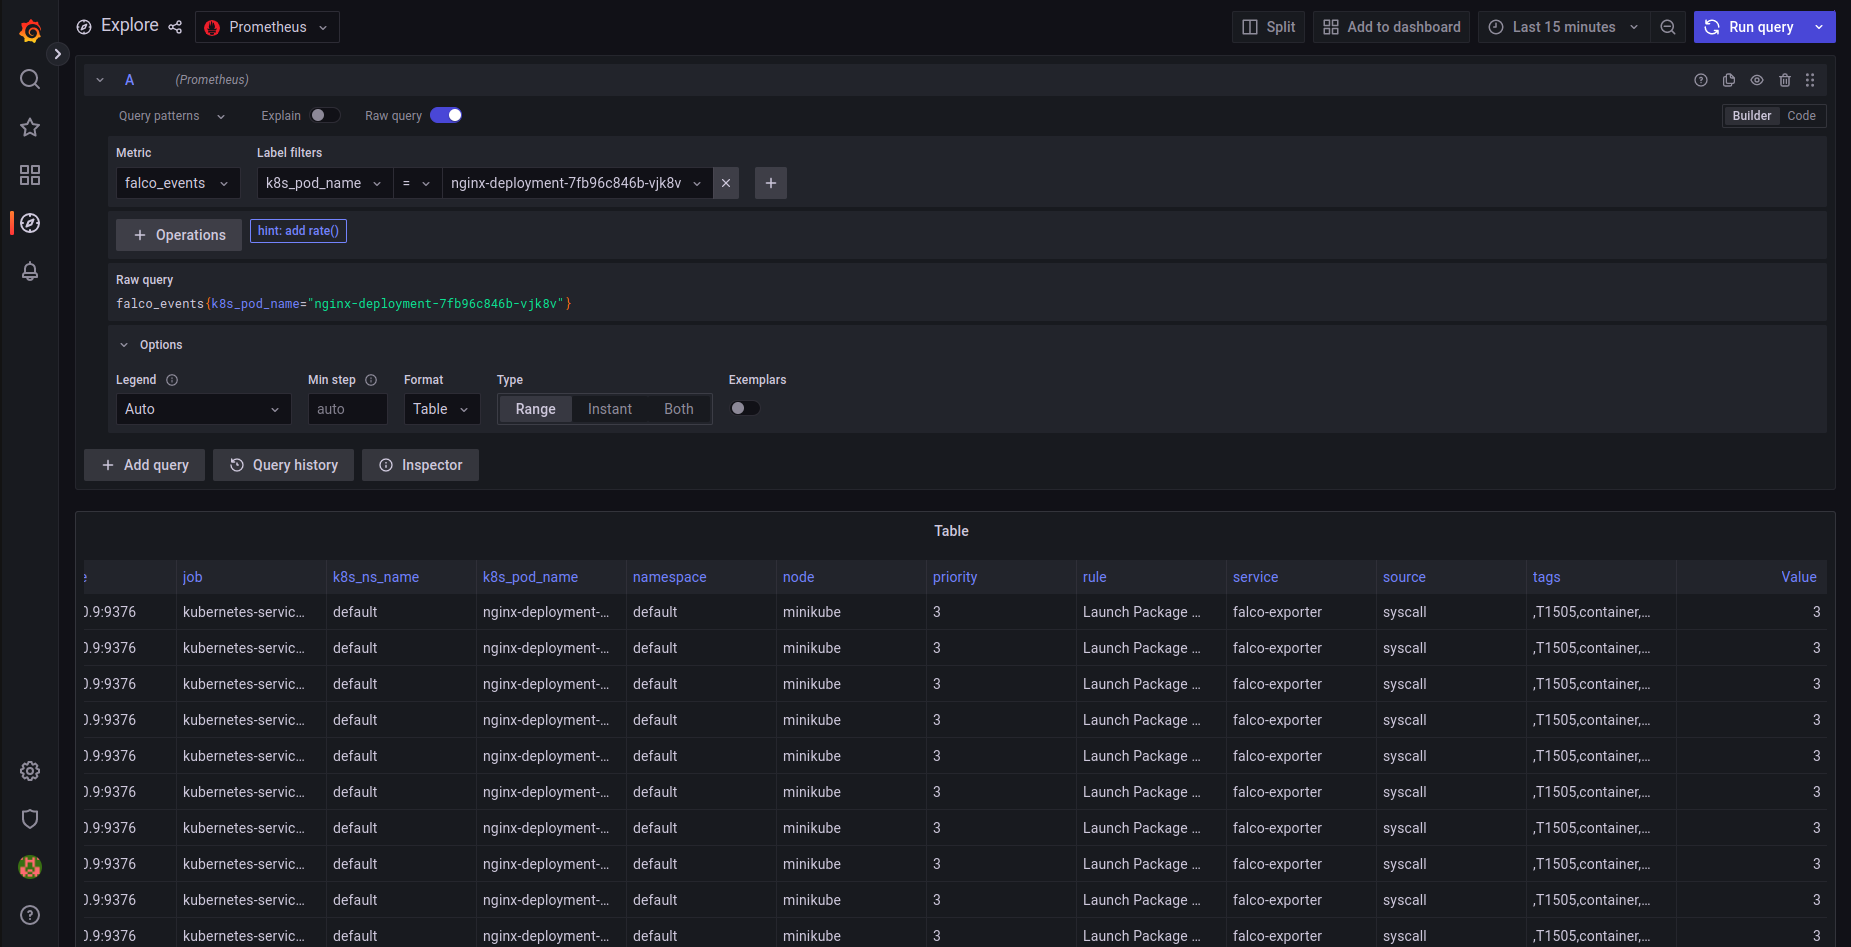 Explore Prometheus Split Add to dashboard Last 15 minutes Run query
A (Prometheus)
Query patterns Explain Raw query Builder Code
Metric Label filters
falco_events k8s_pod_name = nginx-deployment-7fb96c846b-vjk8v
+ Operations hint: add rate()
Raw query
falco_events{k8s_pod_name="nginx-deployment-7fb96c846b-vjk8v"}
Options
Legend Min step Format Type Exemplars
Auto auto Table Range Instant Both
+ Add query Query history Inspector
Table
job k8s_ns_name k8s_pod_name namespace node priority rule service source tags Value
0.9:9376 kubernetes-servic... default nginx-deployment-... default minikube 3 Launch Package ... falco-exporter syscall ,T1505,container,... 3
0.9:9376 kubernetes-servic... default nginx-deployment-... default minikube 3 Launch Package ... falco-exporter syscall ,T1505,container,... 3
0.9:9376 kubernetes-servic... default nginx-deployment-... default minikube 3 Launch Package ... falco-exporter syscall ,T1505,container,... 3
0.9:9376 kubernetes-servic... default nginx-deployment-... default minikube 3 Launch Package ... falco-exporter syscall ,T1505,container,... 3
0.9:9376 kubernetes-servic... default nginx-deployment-... default minikube 3 Launch Package ... falco-exporter syscall ,T1505,container,... 3
0.9:9376 kubernetes-servic... default nginx-deployment-... default minikube 3 Launch Package ... falco-exporter syscall ,T1505,container,... 3
0.9:9376 kubernetes-servic... default nginx-deployment-... default minikube 3 Launch Package ... falco-exporter syscall ,T1505,container,... 3
0.9:9376 kubernetes-servic... default nginx-deployment-... default minikube 3 Launch Package ... falco-exporter syscall ,T1505,container,... 3
0.9:9376 kubernetes-servic... default nginx-deployment-... default minikube 3 Launch Package ... falco-exporter syscall ,T1505,container,... 3
0.9:9376 kubernetes-servic... default nginx-deployment-... default minikube 3 Launch Package ... falco-exporter syscall ,T1505,container,... 3